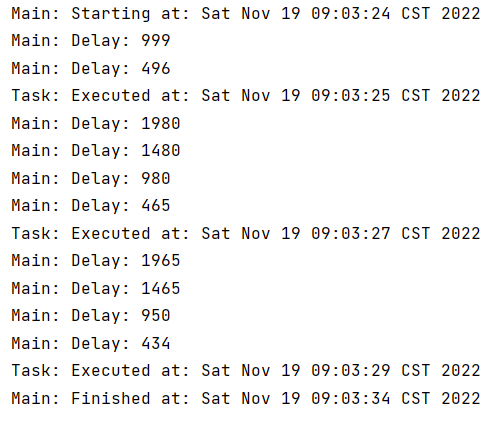 Main: Starting at: Sat Nov 19 09:03:24 CST 2022
Main: Delay: 999
Main: Delay: 496
Task: Executed at: Sat Nov 19 09:03:25 CST 2022
Main: Delay: 1980
Main: Delay: 1480
Main: Delay: 980
Main: Delay: 465
Task: Executed at: Sat Nov 19 09:03:27 CST 2022
Main: Delay: 1965
Main: Delay: 1465
Main: Delay: 950
Main: Delay: 434
Task: Executed at: Sat Nov 19 09:03:29 CST 2022
Main: Finished at: Sat Nov 19 09:03:34 CST 2022